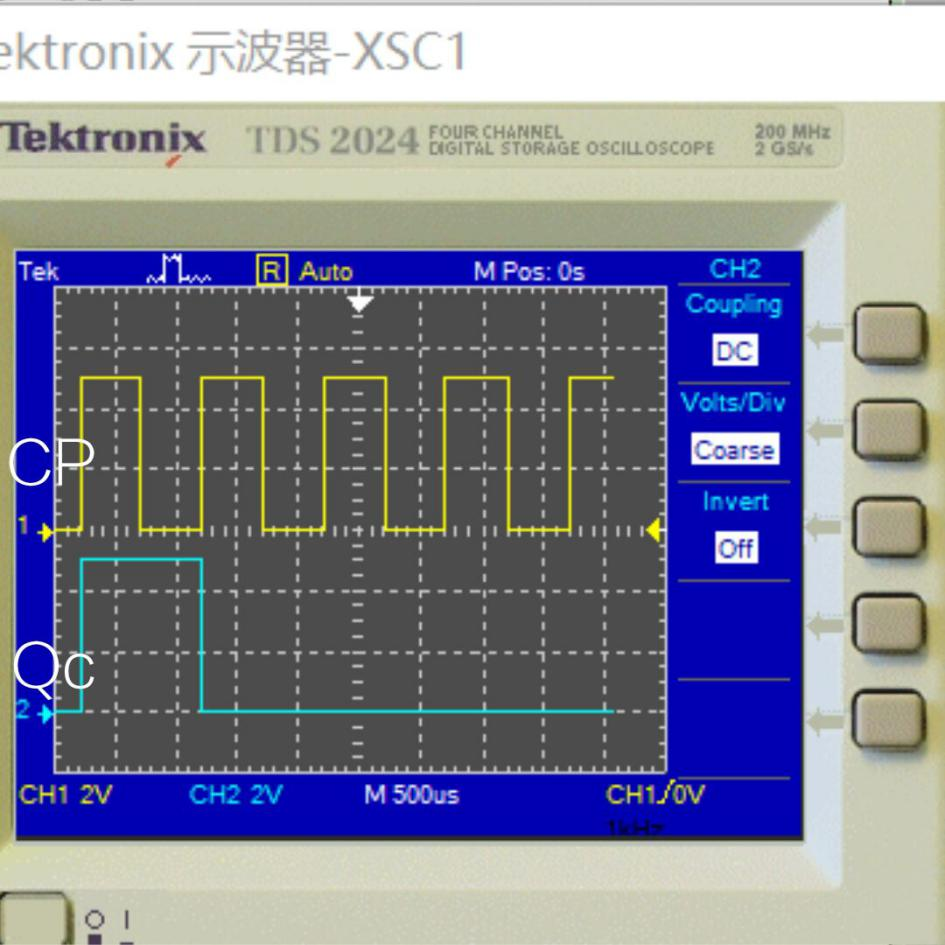 ektronix 示波器-XSC1
Tektronix TDS 2024 FOUR CHANNEL
DIGITAL STORAGE OSCILLOSCOPE
200 MHz
2 GS/s
Tek R Auto M Pos: 0s CH2
Coupling
DC
Volts/Div
Coarse
CP
Invert
1
Off
Qc
2
CH1 2V CH2 2V M 500us CH1 0V
1kHz